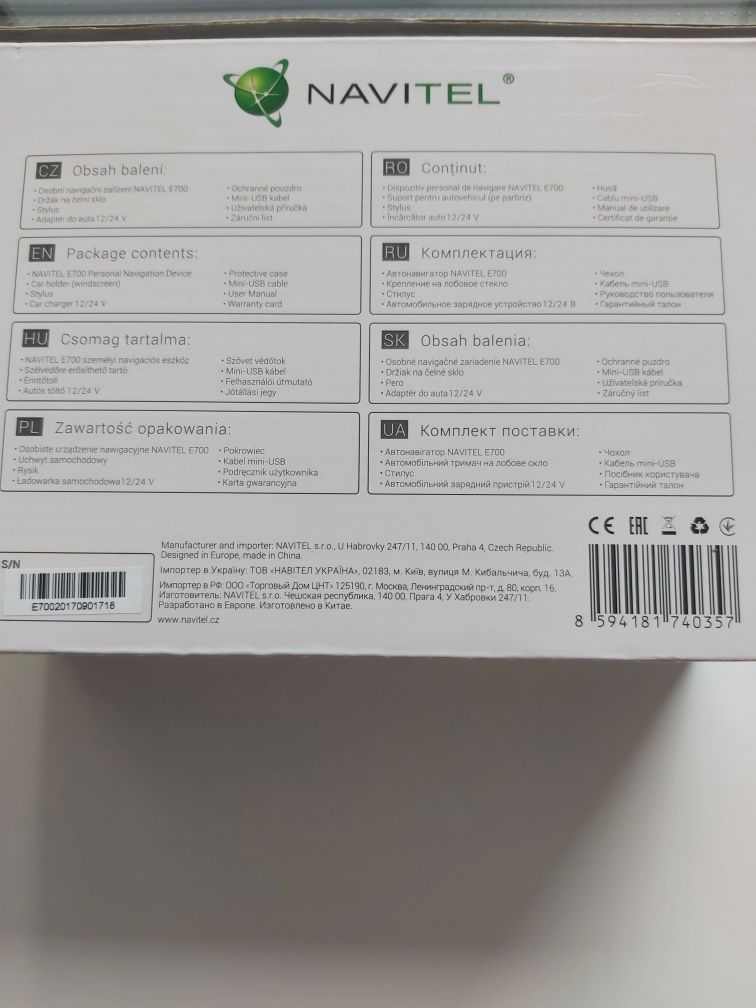 NAVITEL®
CZ Obsah balení:
• Osobní navigační zařízení NAVITEL E700
• Držák na čelní sklo
• Stylus
• Adaptér do auta 12/24 V
• Ochranné pouzdro
• Mini-USB kabel
• Uživatelská příručka
• Záruční list
RO Conținut:
• Dispozitiv personal de navigare NAVITEL E700
• Suport pentru autovehicul (pe parbriz)
• Stylus
• Încărcător auto 12/24 V
• Husă
• Cablu mini-USB
• Manual de utilizare
• Certificat de garanție
EN Package contents:
• NAVITEL E700 Personal Navigation Device
• Car holder (windscreen)
• Stylus
• Car charger 12/24 V
• Protective case
• Mini-USB cable
• User Manual
• Warranty card
RU Комплектация:
• Автонавигатор NAVITEL E700
• Крепление на лобовое стекло
• Стилус
• Автомобильное зарядное устройство 12/24 В
• Чехол
• Кабель mini-USB
• Руководство пользователя
• Гарантийный талон
HU Csomag tartalma:
• NAVITEL E700 személyi navigációs eszköz
• Szélvédőre erősíthető tartó
• Érintőtoll
• Autós töltő 12/24 V
• Szövet védőtok
• Mini-USB kábel
• Felhasználói útmutató
• Jótállási jegy
SK Obsah balenia:
• Osobné navigačné zariadenie NAVITEL E700
• Držiak na čelné sklo
• Pero
• Adaptér do auta 12/24 V
• Ochranné puzdro
• Mini-USB kábel
• Užívateľská príručka
• Záručný list
PL Zawartość opakowania:
• Osobiste urządzenie nawigacyjne NAVITEL E700
• Uchwyt samochodowy
• Rysik
• Ładowarka samochodowa 12/24 V
• Pokrowiec
• Kabel mini-USB
• Podręcznik użytkownika
• Karta gwarancyjna
UA Комплект поставки:
• Автонавігатор NAVITEL E700
• Автомобільний тримач на лобове скло
• Стилус
• Автомобільний зарядний пристрій 12/24 V
• Чохол
• Кабель mini-USB
• Посібник користувача
• Гарантійний талон
CE EAC
S/N
E70020170901718
Manufacturer and importer: NAVITEL s.r.o., U Habrovky 247/11, 140 00, Praha 4, Czech Republic.
Designed in Europe, made in China.
Імпортер в Україну: ТОВ «НАВІТЕЛ УКРАЇНА», 02183, м. Київ, вулиця М. Кибальчича, буд. 13А.
Импортер в РФ: ООО «Торговый Дом ЦНТ» 125190, г. Москва, Ленинградский пр-т, д. 80, корп. 16.
Изготовитель: NAVITEL s.r.o. Чешская республика, 140 00, Прага 4, У Хабровки 247/11.
Разработано в Европе. Изготовлено в Китае.
www.navitel.cz
8 594181 740357